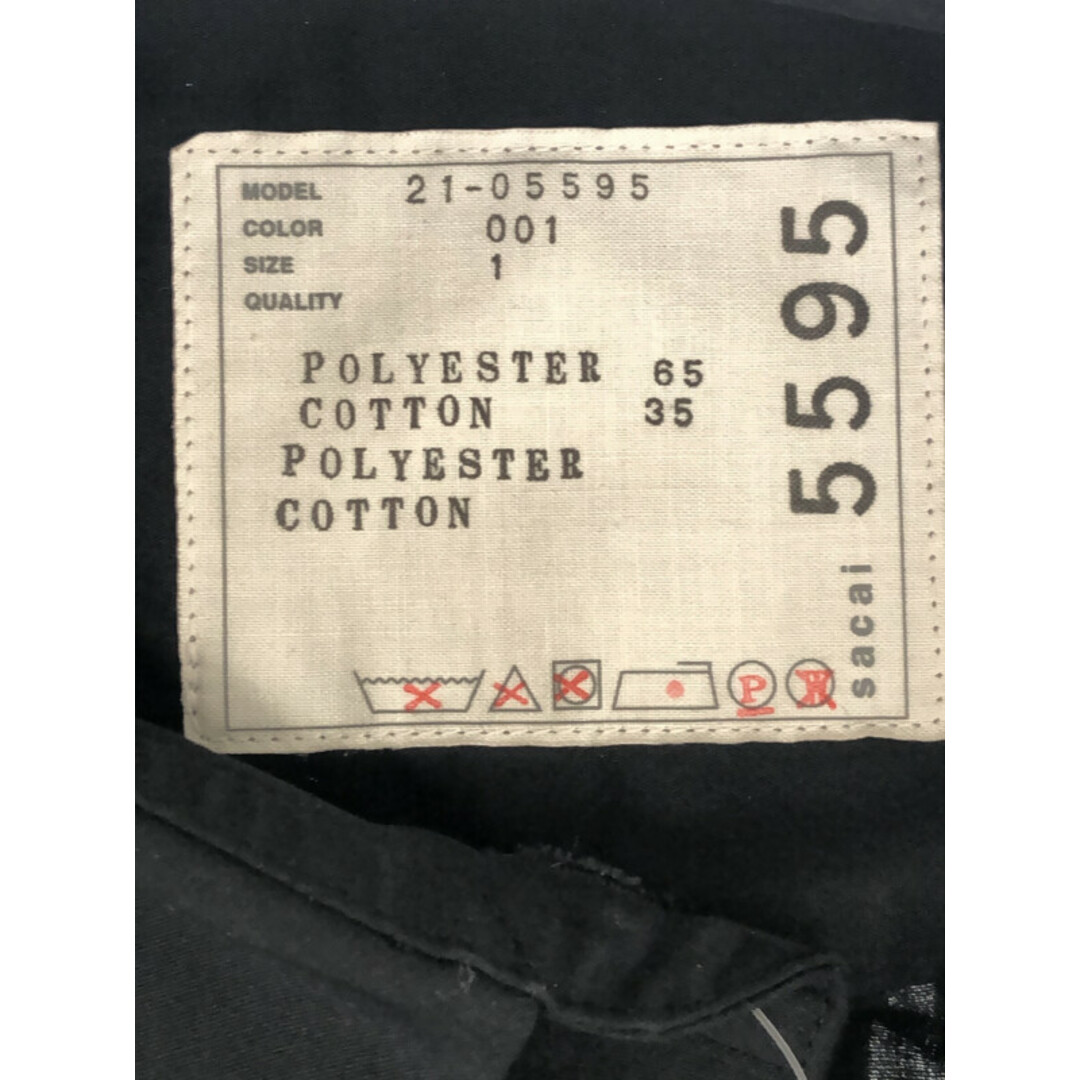 MODEL 21-05595
COLOR 001
SIZE 1
QUALITY
POLYESTER 65
COTTON 35
POLYESTER
COTTON
P W
sacai 5595